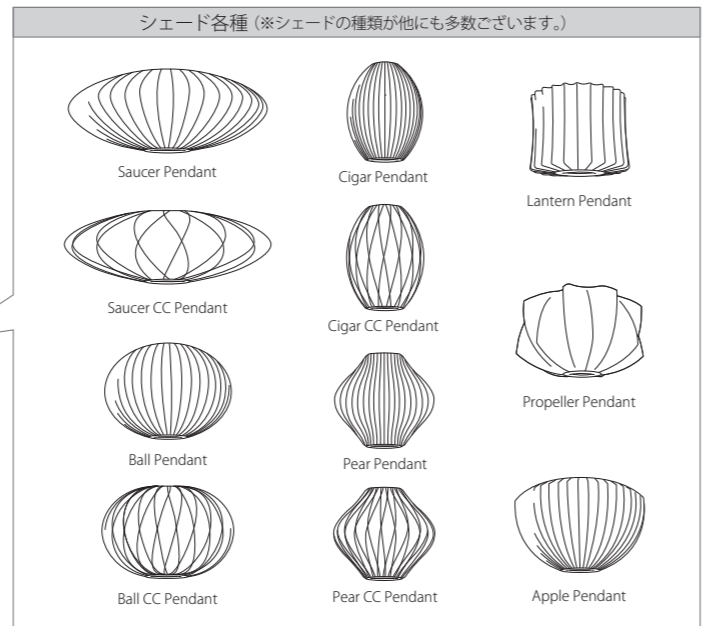 シェード各種 (※シェードの種類が他にも多数ございます。)
Saucer Pendant
Cigar Pendant
Lantern Pendant
Saucer CC Pendant
Cigar CC Pendant
Propeller Pendant
Ball Pendant
Pear Pendant
Ball CC Pendant
Pear CC Pendant
Apple Pendant